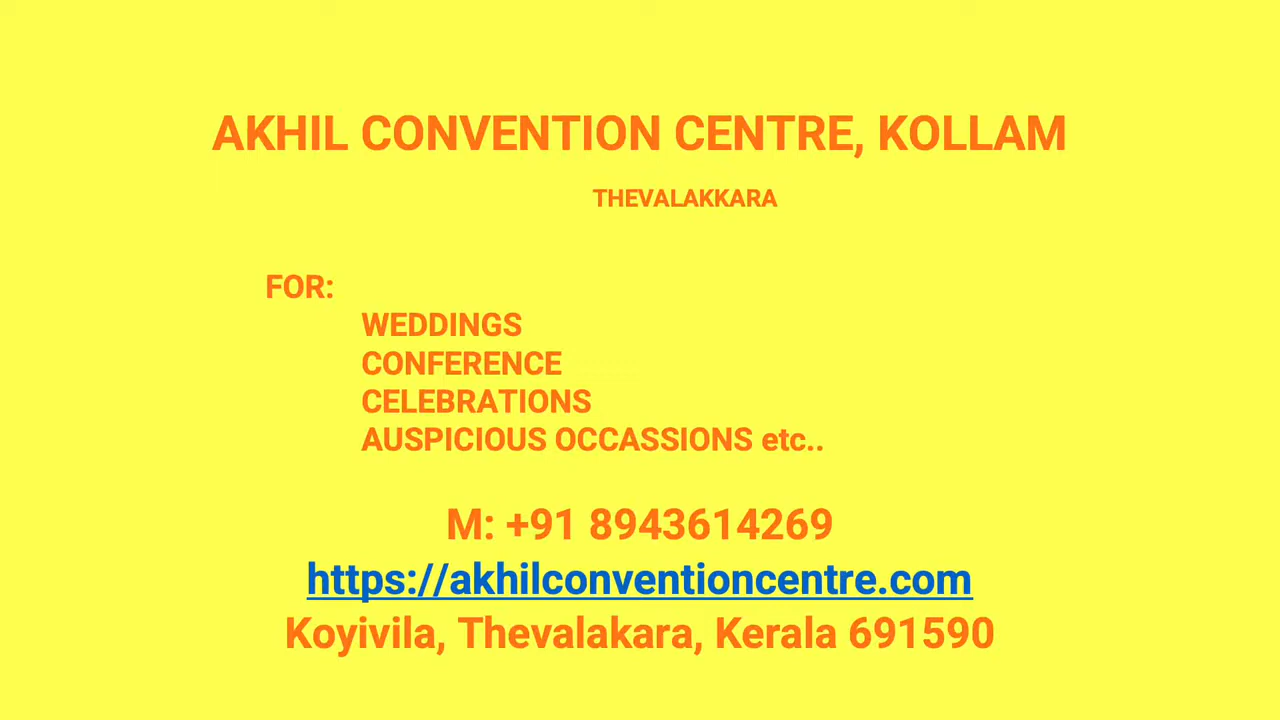 AKHIL CONVENTION CENTRE, KOLLAM
THEVALAKKARA
FOR:
WEDDINGS
CONFERENCE
CELEBRATIONS
AUSPICIOUS OCCASSIONS etc..
M: +91 8943614269
https://akhilconventioncentre.com
Koyivila, Thevalakara, Kerala 691590